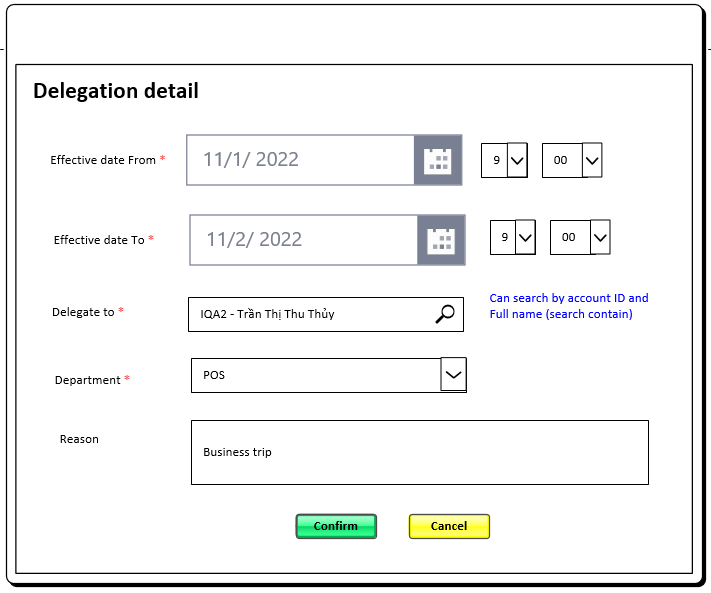 Delegation detail
Effective date From * 11/1/ 2022 9 00
Effective date To * 11/2/ 2022 9 00
Delegate to * IQA2 - Trần Thị Thu Thủy
Can search by account ID and
Full name (search contain)
Department * POS
Reason
Business trip
Confirm Cancel